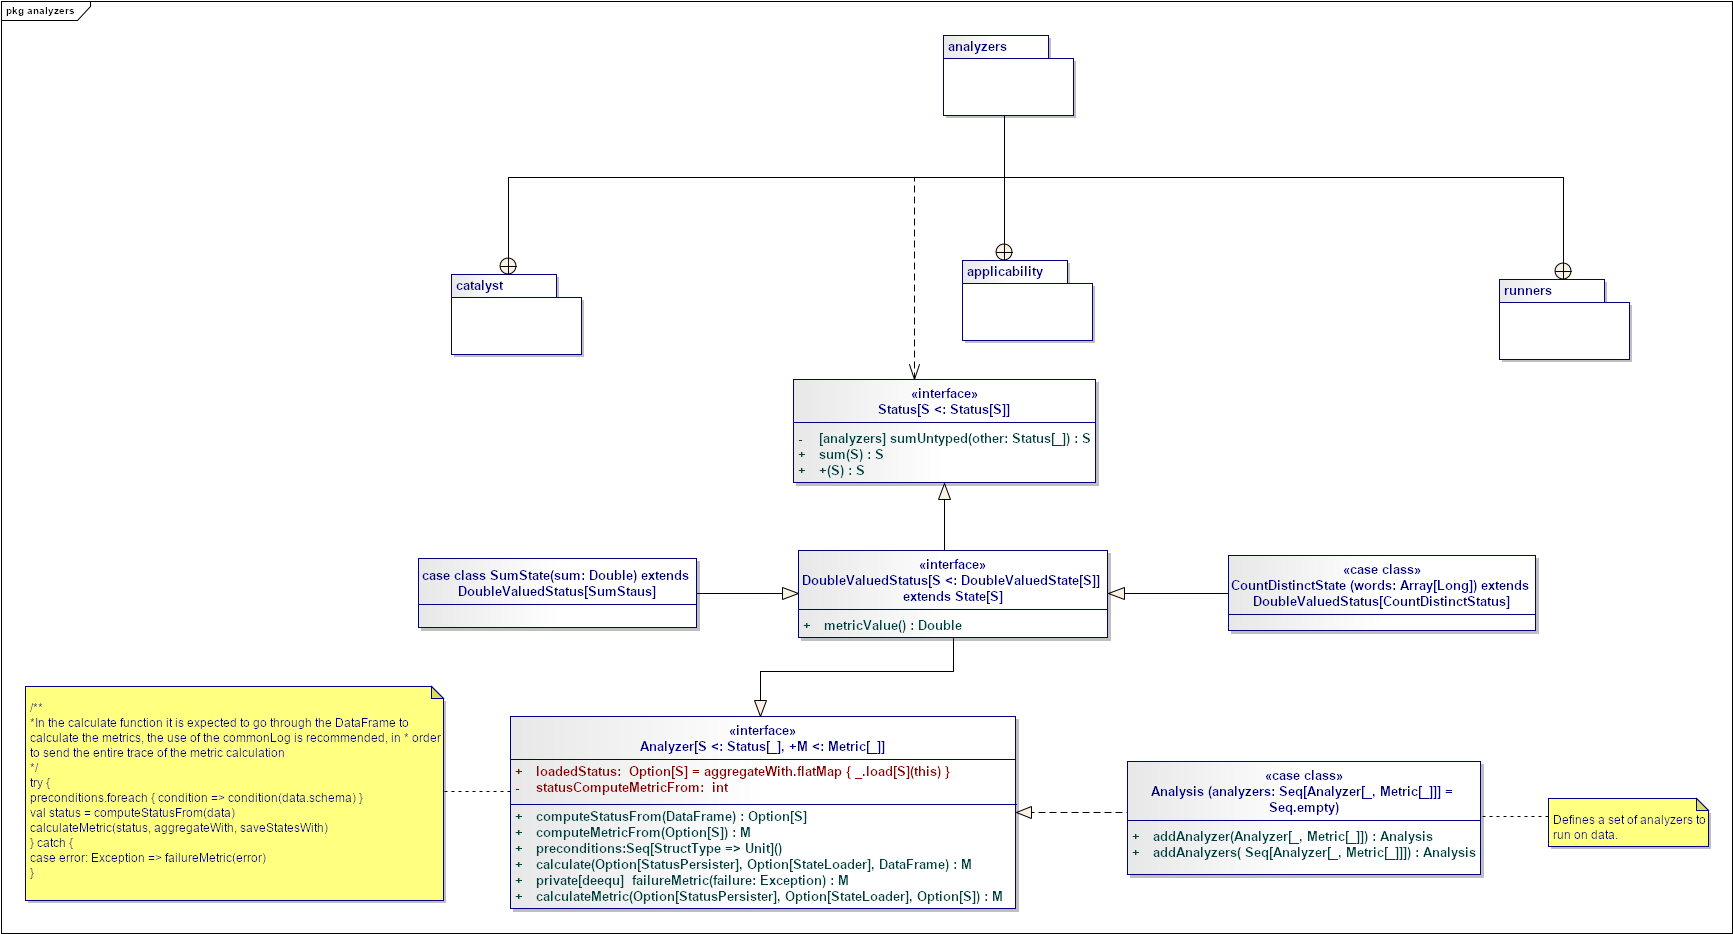 pkg analyzers
analyzers
catalyst
applicability
runners
«interface»
Status[S <: Status[S]]
- [analyzers] sumUntyped(other: Status[_]) : S
+ sum(S) : S
+ +(S) : S
case class SumState(sum: Double) extends
DoubleValuedStatus[SumStaus]
«interface»
DoubleValuedStatus[S <: DoubleValuedState[S]]
extends State[S]
+ metricValue() : Double
«case class»
CountDistinctState (words: Array[Long]) extends
DoubleValuedStatus[CountDistinctStatus]
/**
*In the calculate function it is expected to go through the DataFrame to
calculate the metrics, the use of the commonLog is recommended, in * order
to send the entire trace of the metric calculation
*/
try {
preconditions.foreach { condition => condition(data.schema) }
val status = computeStatusFrom(data)
calculateMetric(status, aggregateWith, saveStatesWith)
} catch {
case error: Exception => failureMetric(error)
}
«interface»
Analyzer[S <: Status[_], +M <: Metric[_]]
+ loadedStatus: Option[S] = aggregateWith.flatMap { _.load[S](this) }
- statusComputeMetricFrom: int
+ computeStatusFrom(DataFrame) : Option[S]
+ computeMetricFrom(Option[S]) : M
+ preconditions:Seq[StructType => Unit]()
+ calculate(Option[StatusPersister], Option[StateLoader], DataFrame) : M
+ private[deequ] failureMetric(failure: Exception) : M
+ calculateMetric(Option[StatusPersister], Option[StateLoader], Option[S]) : M
«case class»
Analysis (analyzers: Seq[Analyzer[_, Metric[_]]] =
Seq.empty)
+ addAnalyzer(Analyzer[_, Metric[_]]) : Analysis
+ addAnalyzers( Seq[Analyzer[_, Metric[_]]]) : Analysis
Defines a set of analyzers to
run on data.